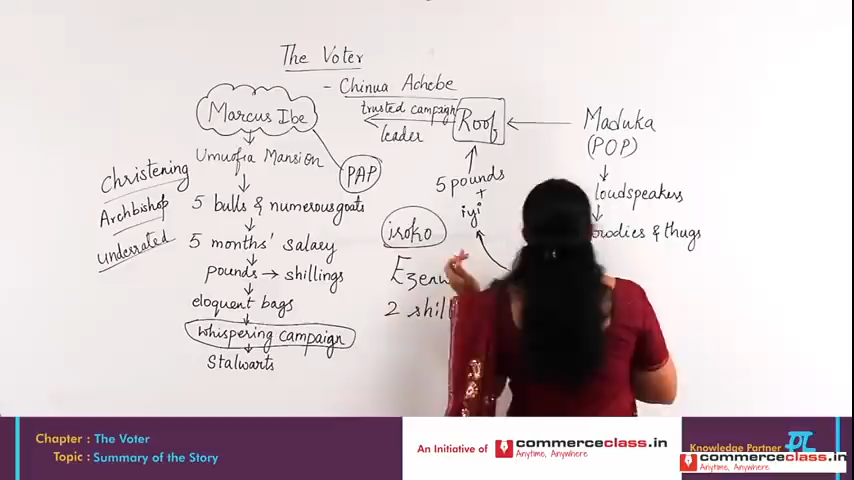 The Voter
- Chinua Achebe
Marcus Ibe
trusted campaign
leader
Roof
Maduka
(POP)
Umuofia Mansion
PAP
5 pounds
+
iyi
loudspeakers
Christening
Archbishop
underrated
5 bulls & numerous goats
iroko
& thugs
5 months' salary
pounds → shillings
2
eloquent bags
whispering campaign
Stalwarts
Chapter : The Voter
Topic : Summary of the Story
An Initiative of
commerceclass.in
Anytime, Anywhere
Knowledge Partner
commerceclass.in
Anytime, Anywhere